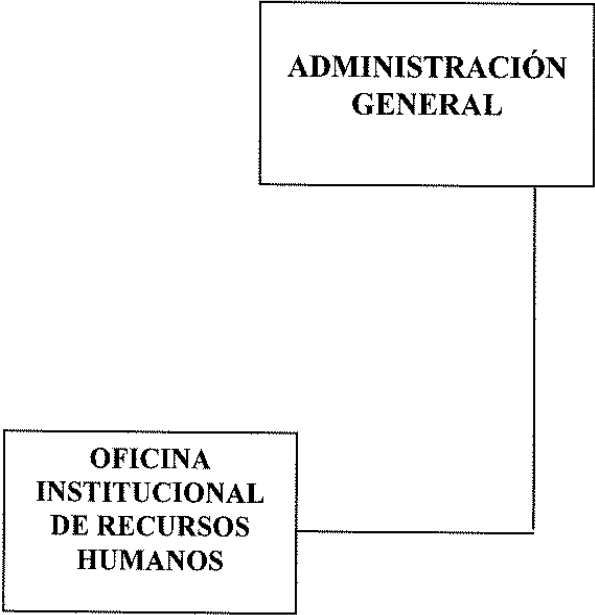 ADMINISTRACIÓN
GENERAL
OFICINA
INSTITUCIONAL
DE RECURSOS
HUMANOS